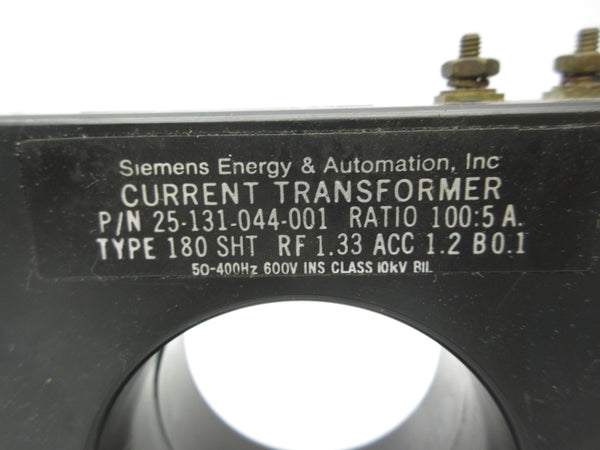 Siemens Energy & Automation, Inc
CURRENT TRANSFORMER
P/N 25-131-044-001 RATIO 100:5 A.
TYPE 180 SHT RF 1.33 ACC 1.2 B0.1
50-400Hz 600V INS CLASS 10kV BIL